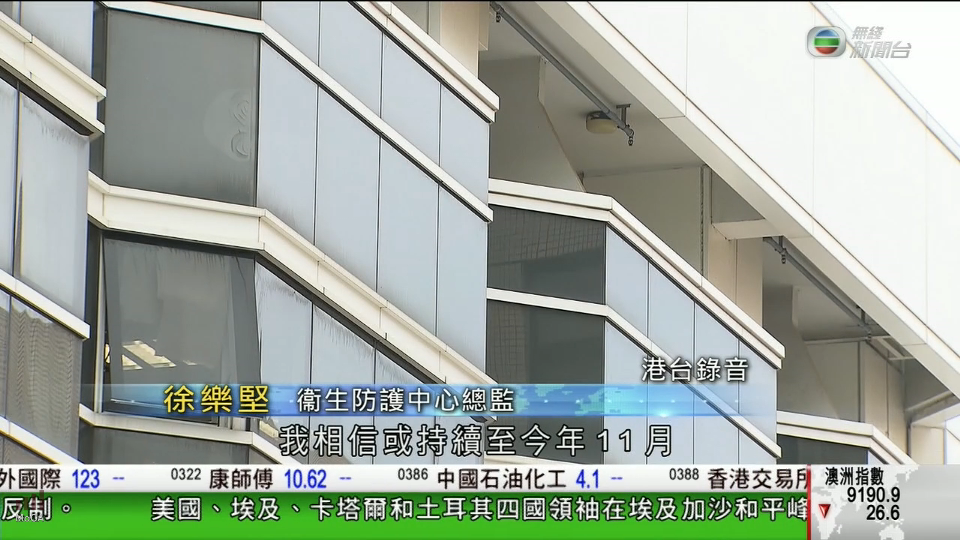 無綫新聞台
港台錄音
徐樂堅 衞生防護中心總監
我相信或持續至今年11月
外國際 123 -- 0322 康師傅 10.62 -- 0386 中國石油化工 4.1 -- 0388 香港交易所
反制。 美國、埃及、卡塔爾和土耳其四國領袖在埃及加沙和平峰
澳洲指數
9190.9
26.6